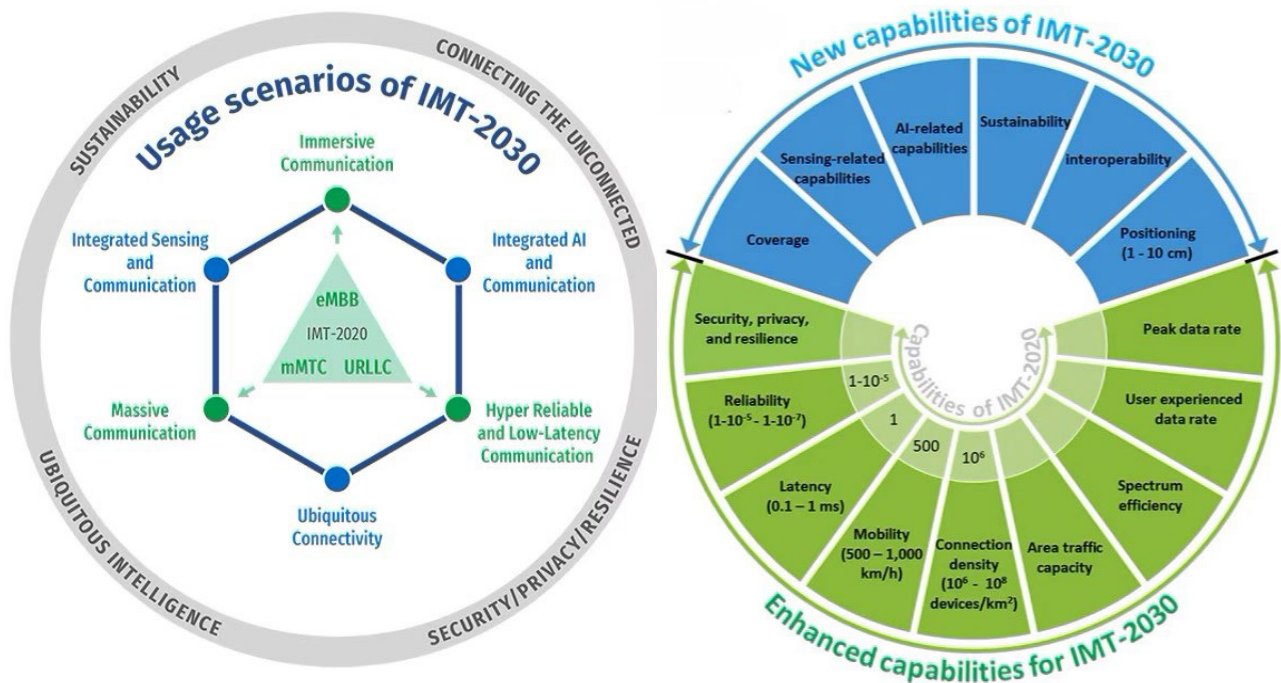 SUSTAINABILITY
CONNECTING THE UNCONNECTED
UBIQUITOUS INTELLIGENCE
SECURITY/PRIVACY/RESILIENCE
Usage scenarios of IMT-2030
Immersive
Communication
Integrated Sensing
and
Communication
Integrated AI
and
Communication
eMBB
IMT-2020
mMTC URLLC
Massive
Communication
Hyper Reliable
and Low-Latency
Communication
Ubiquitous
Connectivity
New capabilities of IMT-2030
Coverage
Sensing-related
capabilities
AI-related
capabilities
Sustainability
interoperability
Positioning
(1 - 10 cm)
Security, privacy,
and resilience
Reliability
(1-10⁻⁵ - 1-10⁻⁷)
Latency
(0.1 – 1 ms)
Mobility
(500 – 1,000
km/h)
Connection
density
(10⁶ - 10⁸
devices/km²)
Area traffic
capacity
Spectrum
efficiency
User experienced
data rate
Peak data rate
1-10⁻⁵
1
500
10⁶
Capabilities of IMT-2020
Enhanced capabilities for IMT-2030